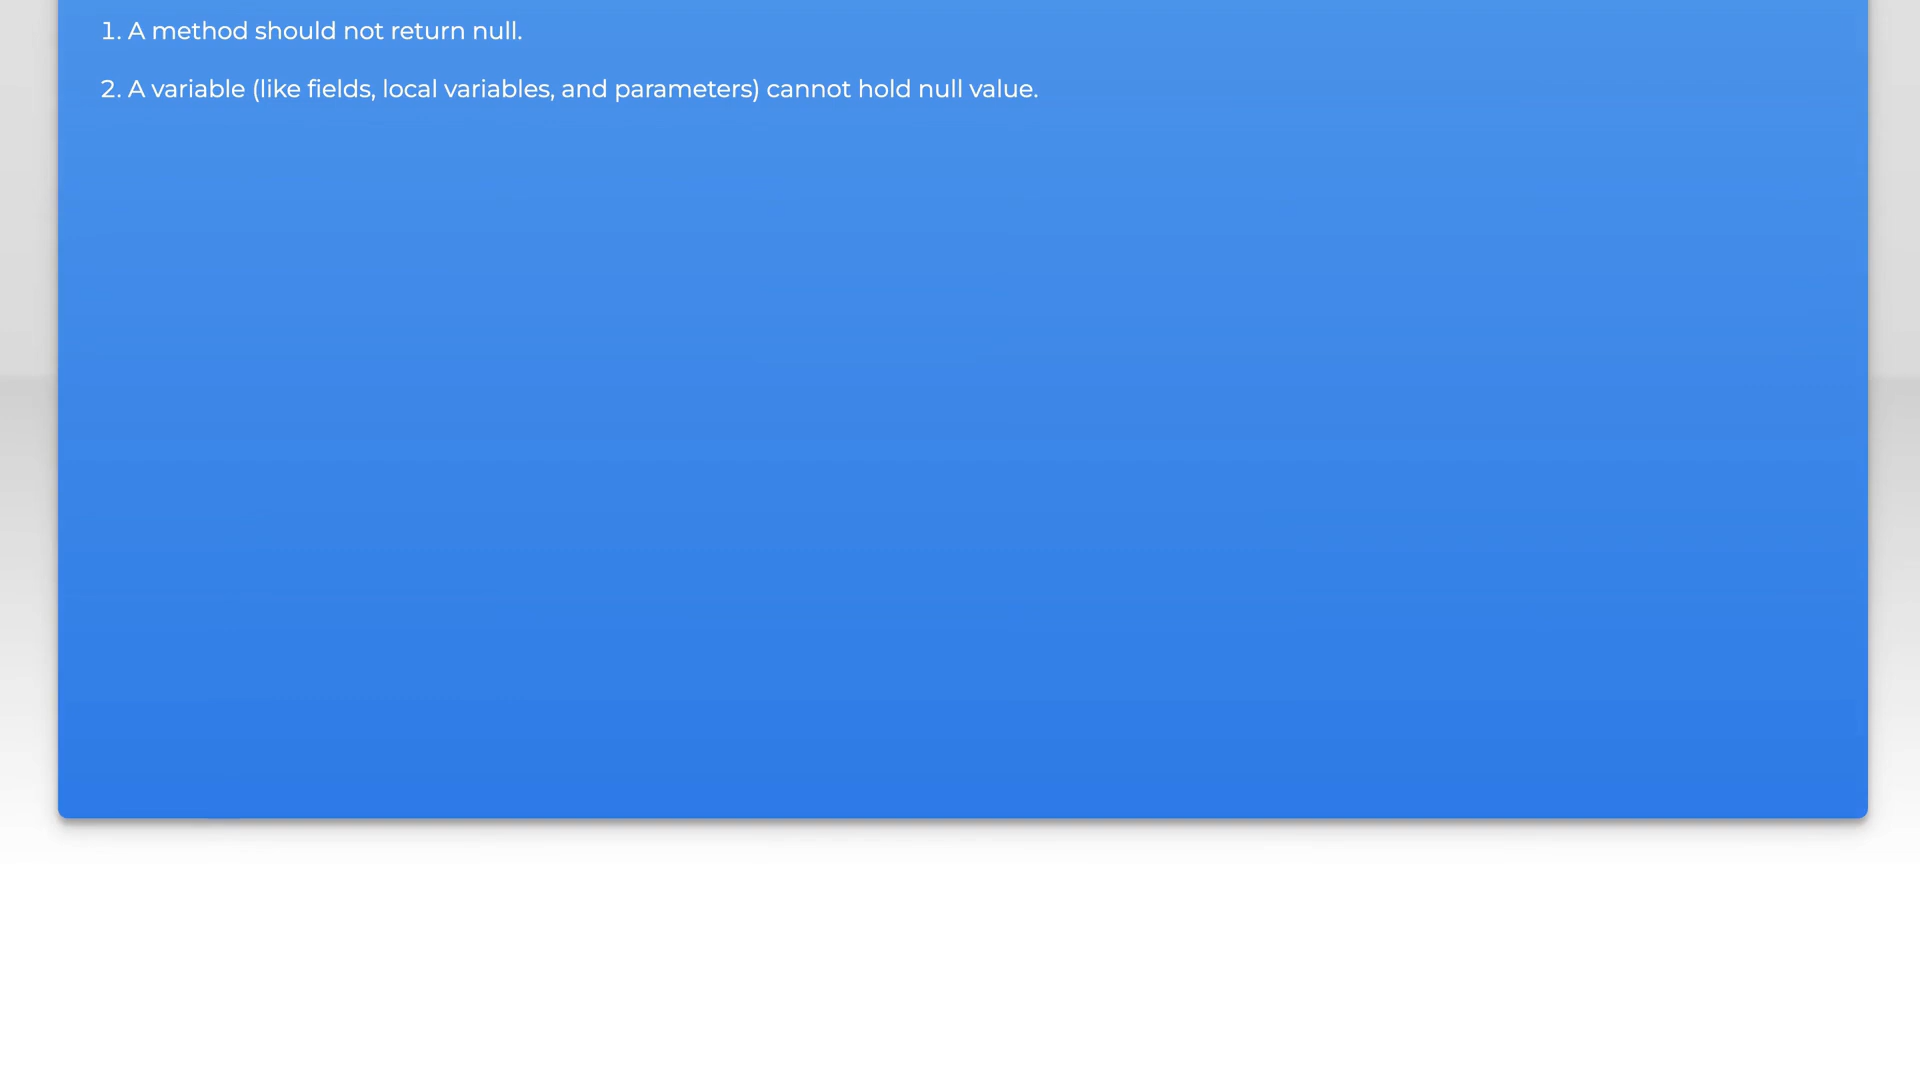 1. A method should not return null.
2. A variable (like fields, local variables, and parameters) cannot hold null value.